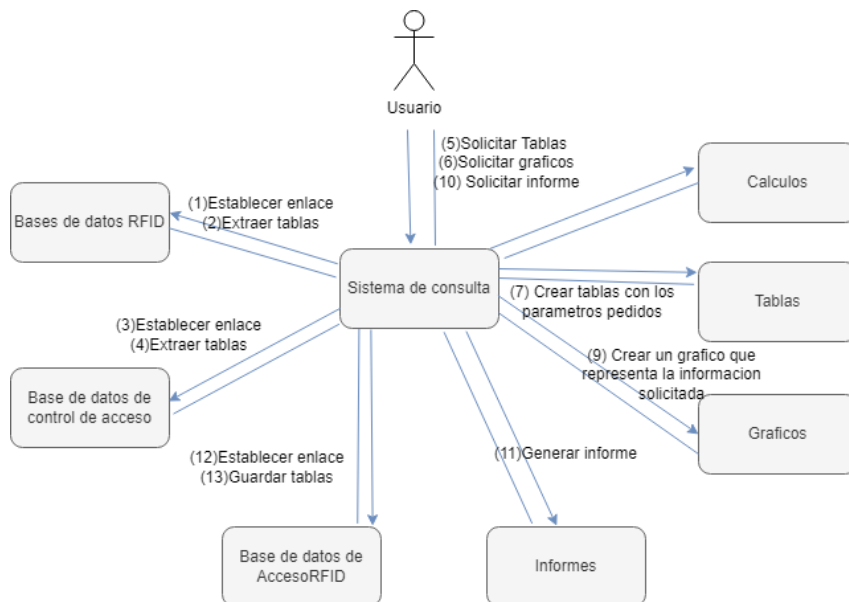 Usuario
(5)Solicitar Tablas
(6)Solicitar graficos
(10) Solicitar informe
Calculos
Bases de datos RFID
(1)Establecer enlace
(2)Extraer tablas
Sistema de consulta
(7) Crear tablas con los
parametros pedidos
Tablas
(3)Establecer enlace
(4)Extraer tablas
(9) Crear un grafico que
representa la informacion
solicitada
Base de datos de
control de acceso
Graficos
(12)Establecer enlace
(13)Guardar tablas
(11)Generar informe
Base de datos de
AccesoRFID
Informes